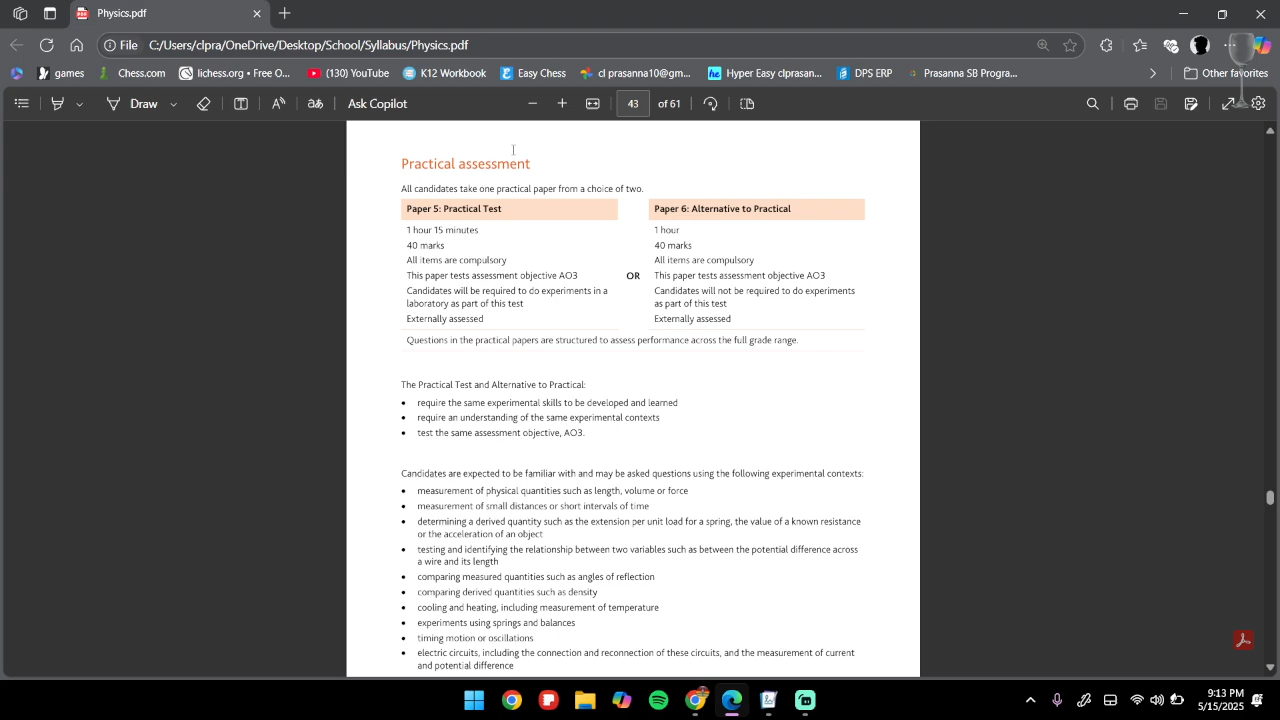 Physics.pdf
File C:/Users/clpra/OneDrive/Desktop/School/Syllabus/Physics.pdf
games Chess.com lichess.org • Free O... (130) YouTube K12 Workbook Easy Chess cl prasanna10@gm... Hyper Easy clprasan... DPS ERP Prasanna SB Progra... Other favorites
Draw Ask Copilot 43 of 61
Practical assessment
All candidates take one practical paper from a choice of two.
Paper 5: Practical Test
1 hour 15 minutes
40 marks
All items are compulsory
This paper tests assessment objective AO3
Candidates will be required to do experiments in a
laboratory as part of this test
Externally assessed
OR
Paper 6: Alternative to Practical
1 hour
40 marks
All items are compulsory
This paper tests assessment objective AO3
Candidates will not be required to do experiments
as part of this test
Externally assessed
Questions in the practical papers are structured to assess performance across the full grade range.
The Practical Test and Alternative to Practical:
• require the same experimental skills to be developed and learned
• require an understanding of the same experimental contexts
• test the same assessment objective, AO3.
Candidates are expected to be familiar with and may be asked questions using the following experimental contexts:
• measurement of physical quantities such as length, volume or force
• measurement of small distances or short intervals of time
• determining a derived quantity such as the extension per unit load for a spring, the value of a known resistance
or the acceleration of an object
• testing and identifying the relationship between two variables such as between the potential difference across
a wire and its length
• comparing measured quantities such as angles of reflection
• comparing derived quantities such as density
• cooling and heating, including measurement of temperature
• experiments using springs and balances
• timing motion or oscillations
• electric circuits, including the connection and reconnection of these circuits, and the measurement of current
and potential difference
9:13 PM
5/15/2025